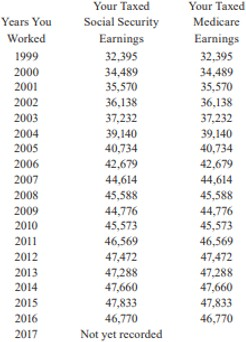 Your Taxed Your Taxed
Years You Social Security Medicare
Worked Earnings Earnings
1999 32,395 32,395
2000 34,489 34,489
2001 35,570 35,570
2002 36,138 36,138
2003 37,232 37,232
2004 39,140 39,140
2005 40,734 40,734
2006 42,679 42,679
2007 44,614 44,614
2008 45,588 45,588
2009 44,776 44,776
2010 45,573 45,573
2011 46,569 46,569
2012 47,472 47,472
2013 47,288 47,288
2014 47,660 47,660
2015 47,833 47,833
2016 46,770 46,770
2017 Not yet recorded